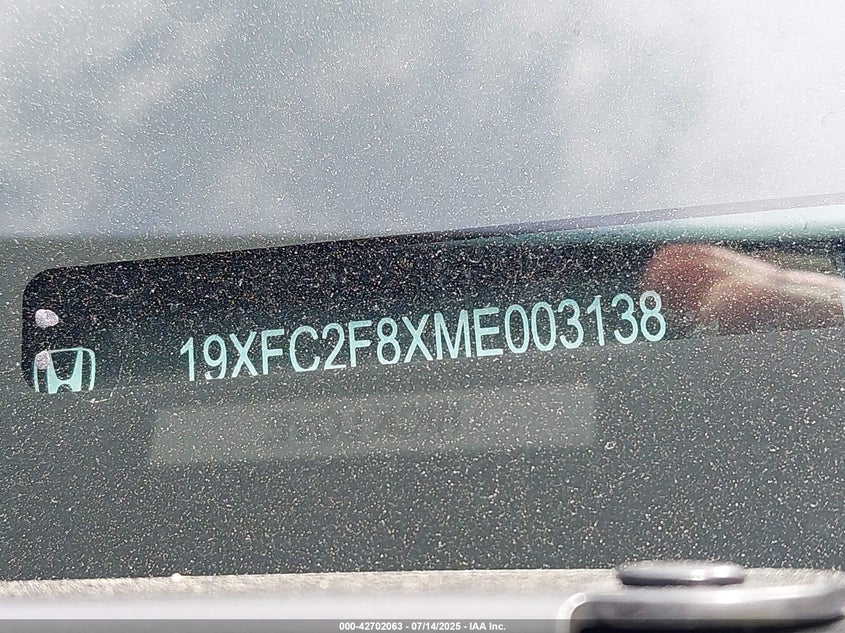 19XFC2F8XME003138
000-42702063 - 07/14/2025 - IAA Inc.